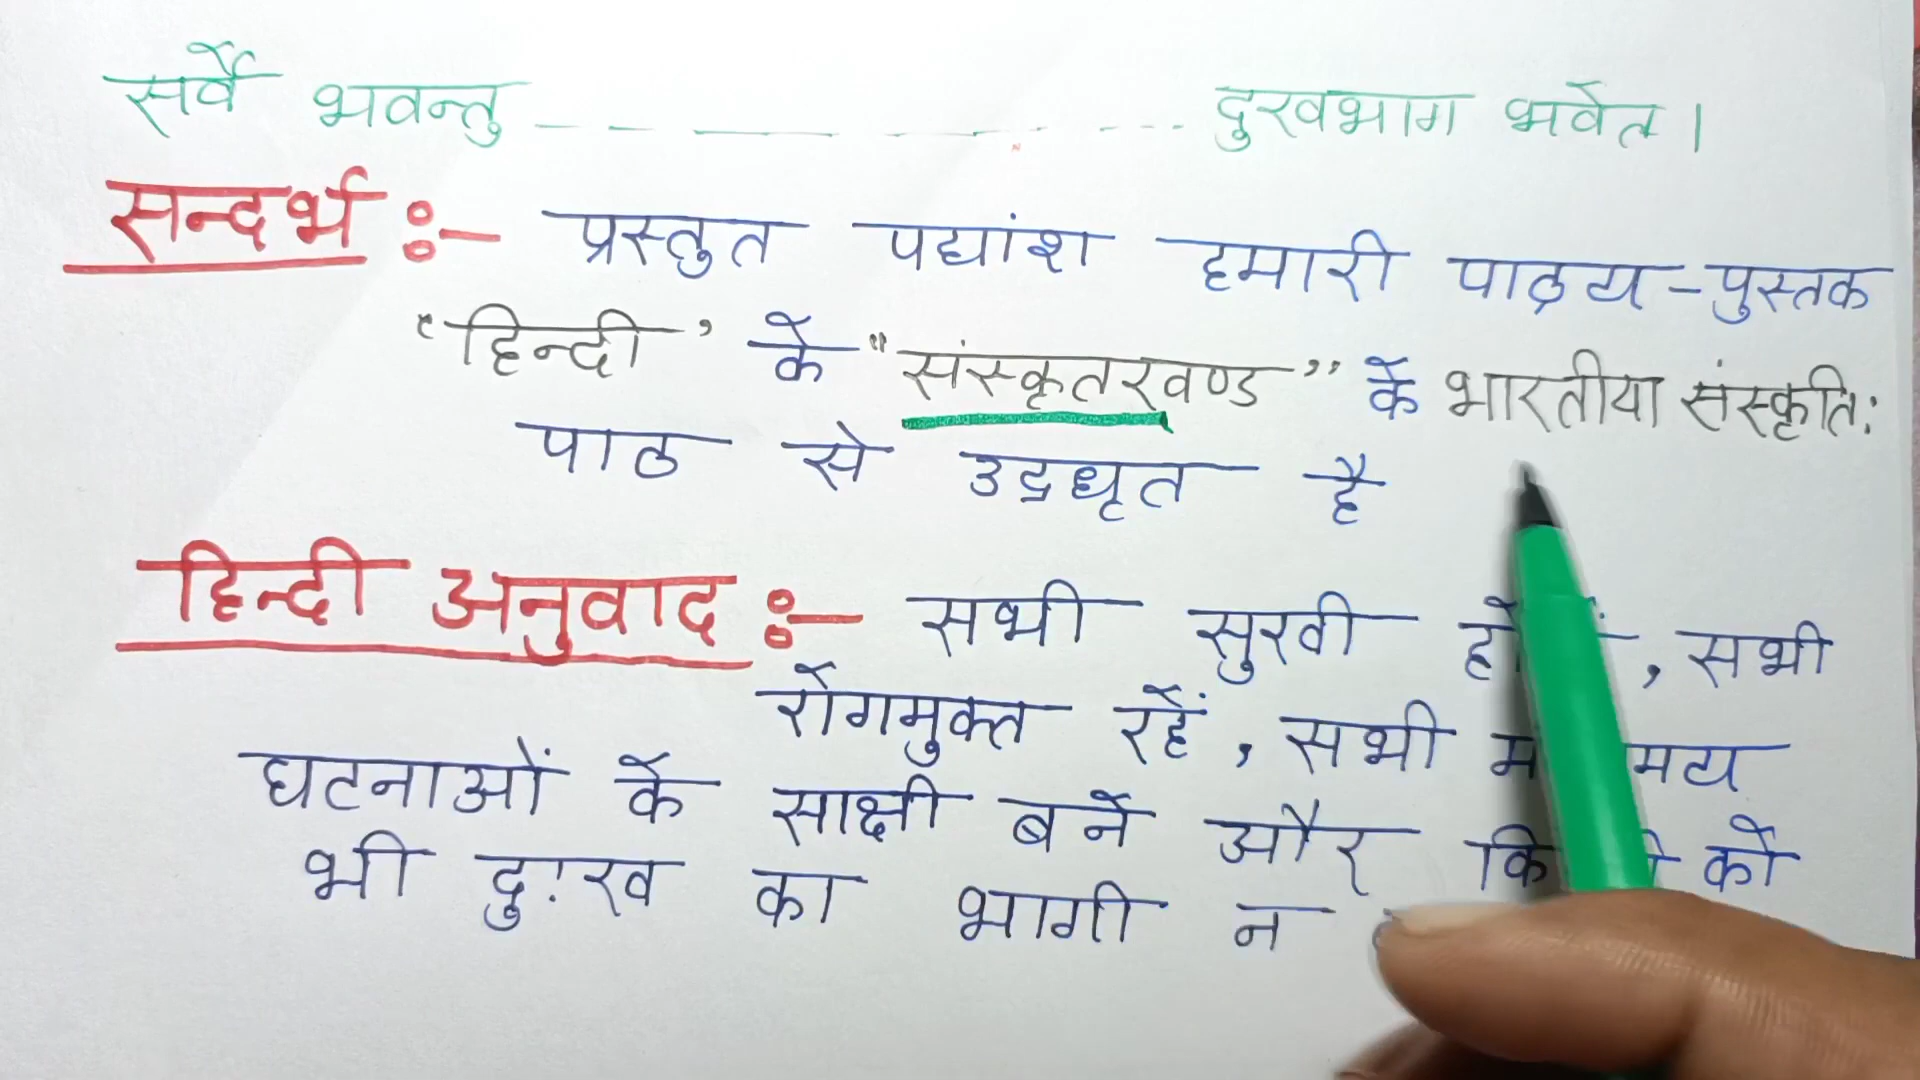 सर्वे भवन्तु _ _ _ _ _ _ _ दुखभाग भवेत।
सन्दर्भ :- प्रस्तुत पद्यांश हमारी पाठ्य-पुस्तक
"हिन्दी' के "संस्कृतखण्ड" के भारतीया संस्कृति:
पाठ से उद्धृत है
हिन्दी अनुवाद :- सभी सुखी , सभी
रोगमुक्त रहें, सभी
घटनाओं के साक्षी बने और को
भी दु:ख का भागी न